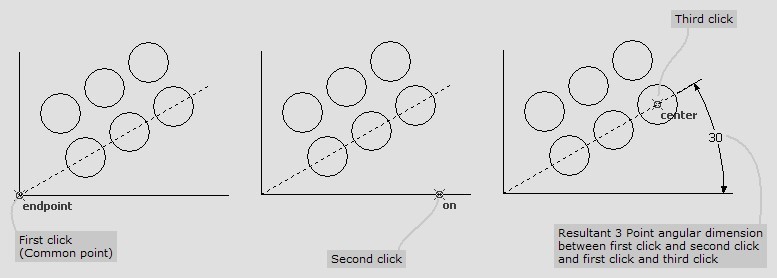 Third click
center
30
endpoint
on
First click
(Common point)
Second click
Resultant 3 Point angular dimension
between first click and second click
and first click and third click